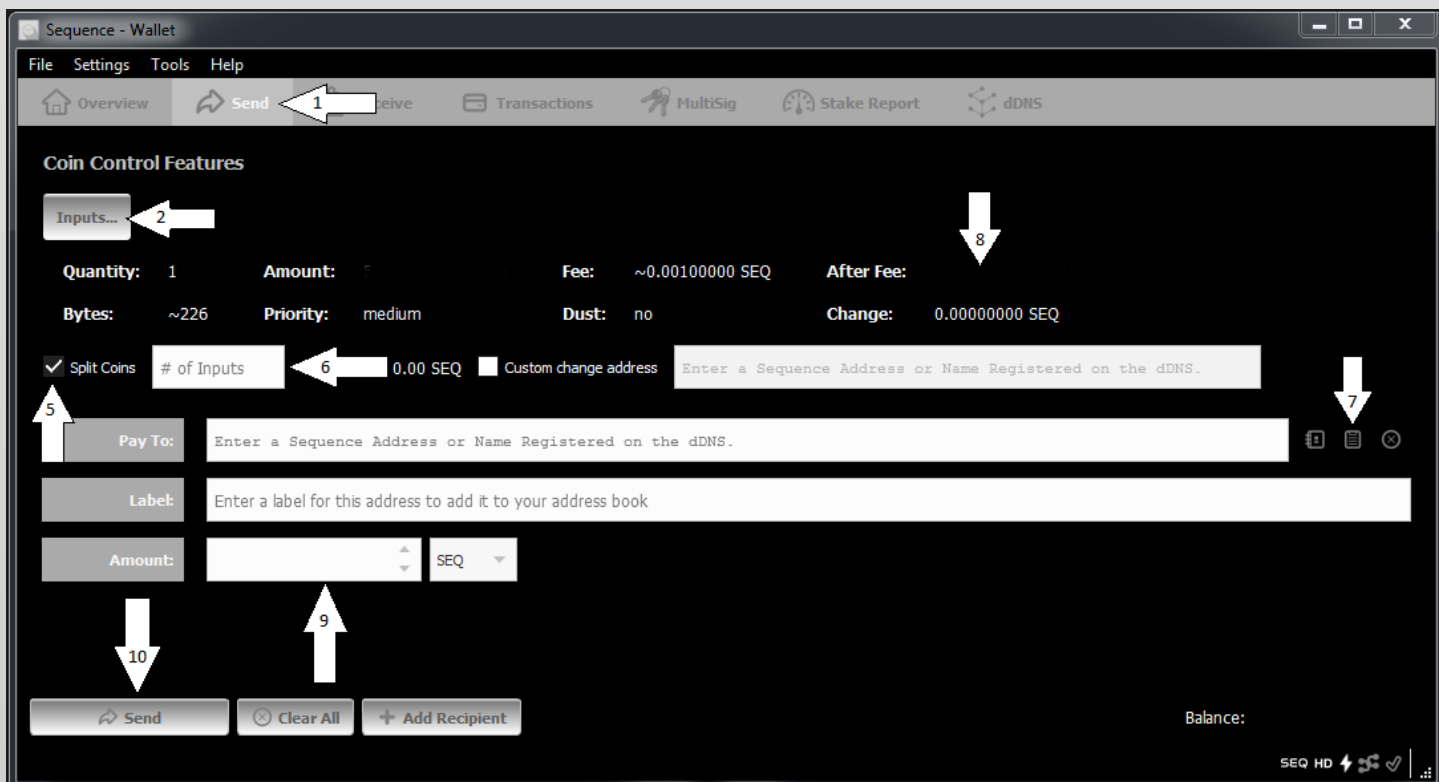 Sequence - Wallet
File Settings Tools Help
Overview Send 1 ceive Transactions MultiSig Stake Report dDNS
Coin Control Features
Inputs... 2
8
Quantity: 1 Amount: Fee: ~0.00100000 SEQ After Fee:
Bytes: ~226 Priority: medium Dust: no Change: 0.00000000 SEQ
Split Coins # of Inputs 6 0.00 SEQ Custom change address Enter a Sequence Address or Name Registered on the dDNS.
5 7
Pay To: Enter a Sequence Address or Name Registered on the dDNS.
Label: Enter a label for this address to add it to your address book
Amount: SEQ
9
10
Send Clear All Add Recipient Balance:
SEQ HD